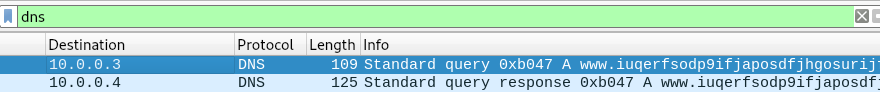 dns
Destination Protocol Length Info
10.0.0.3 DNS 109 Standard query 0xb047 A www.iuqerfsodp9ifjaposdfjhgosurij
10.0.0.4 DNS 125 Standard query response 0xb047 A www.iuqerfsodp9ifjaposdf